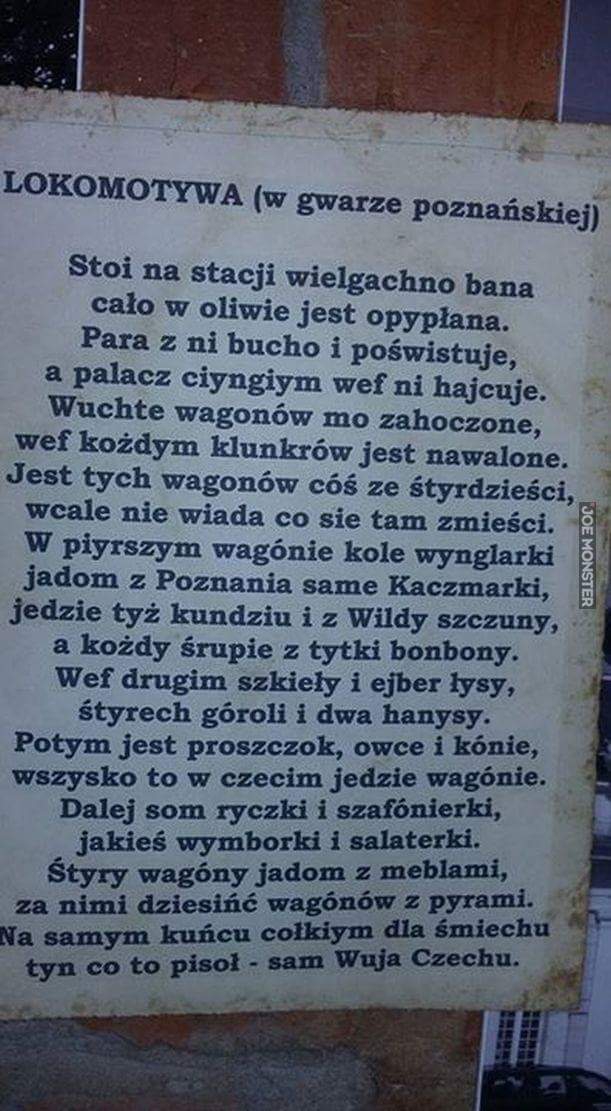 LOKOMOTYWA (w gwarze poznańskiej)
Stoi na stacji wielgachno bana
cało w oliwie jest opypłana.
Para z ni bucho i poświstuje,
a palacz ciyngiym wef ni hajcuje.
Wuchte wagonów mo zahoczone,
wef kożdym klunkrów jest nawalone.
Jest tych wagonów cóś ze śtyrdzieści,
wcale nie wiada co sie tam zmieści.
W piyrszym wagónie kole wynglarki
jadom z Poznania same Kaczmarki,
jedzie tyż kundziu i z Wildy szczuny,
a kożdy śrupie z tytki bonbony.
Wef drugim szkieły i ejber łysy,
śtyrech góroli i dwa hanysy.
Potym jest proszczok, owce i kónie,
wszysko to w czecim jedzie wagónie.
Dalej som ryczki i szafónierki,
jakieś wymborki i salaterki.
Śtyry wagóny jadom z meblami,
za nimi dziesińć wagónów z pyrami.
Na samym kuńcu cołkiym dla śmiechu
tyn co to pisoł - sam Wuja Czechu.
JOE MONSTER